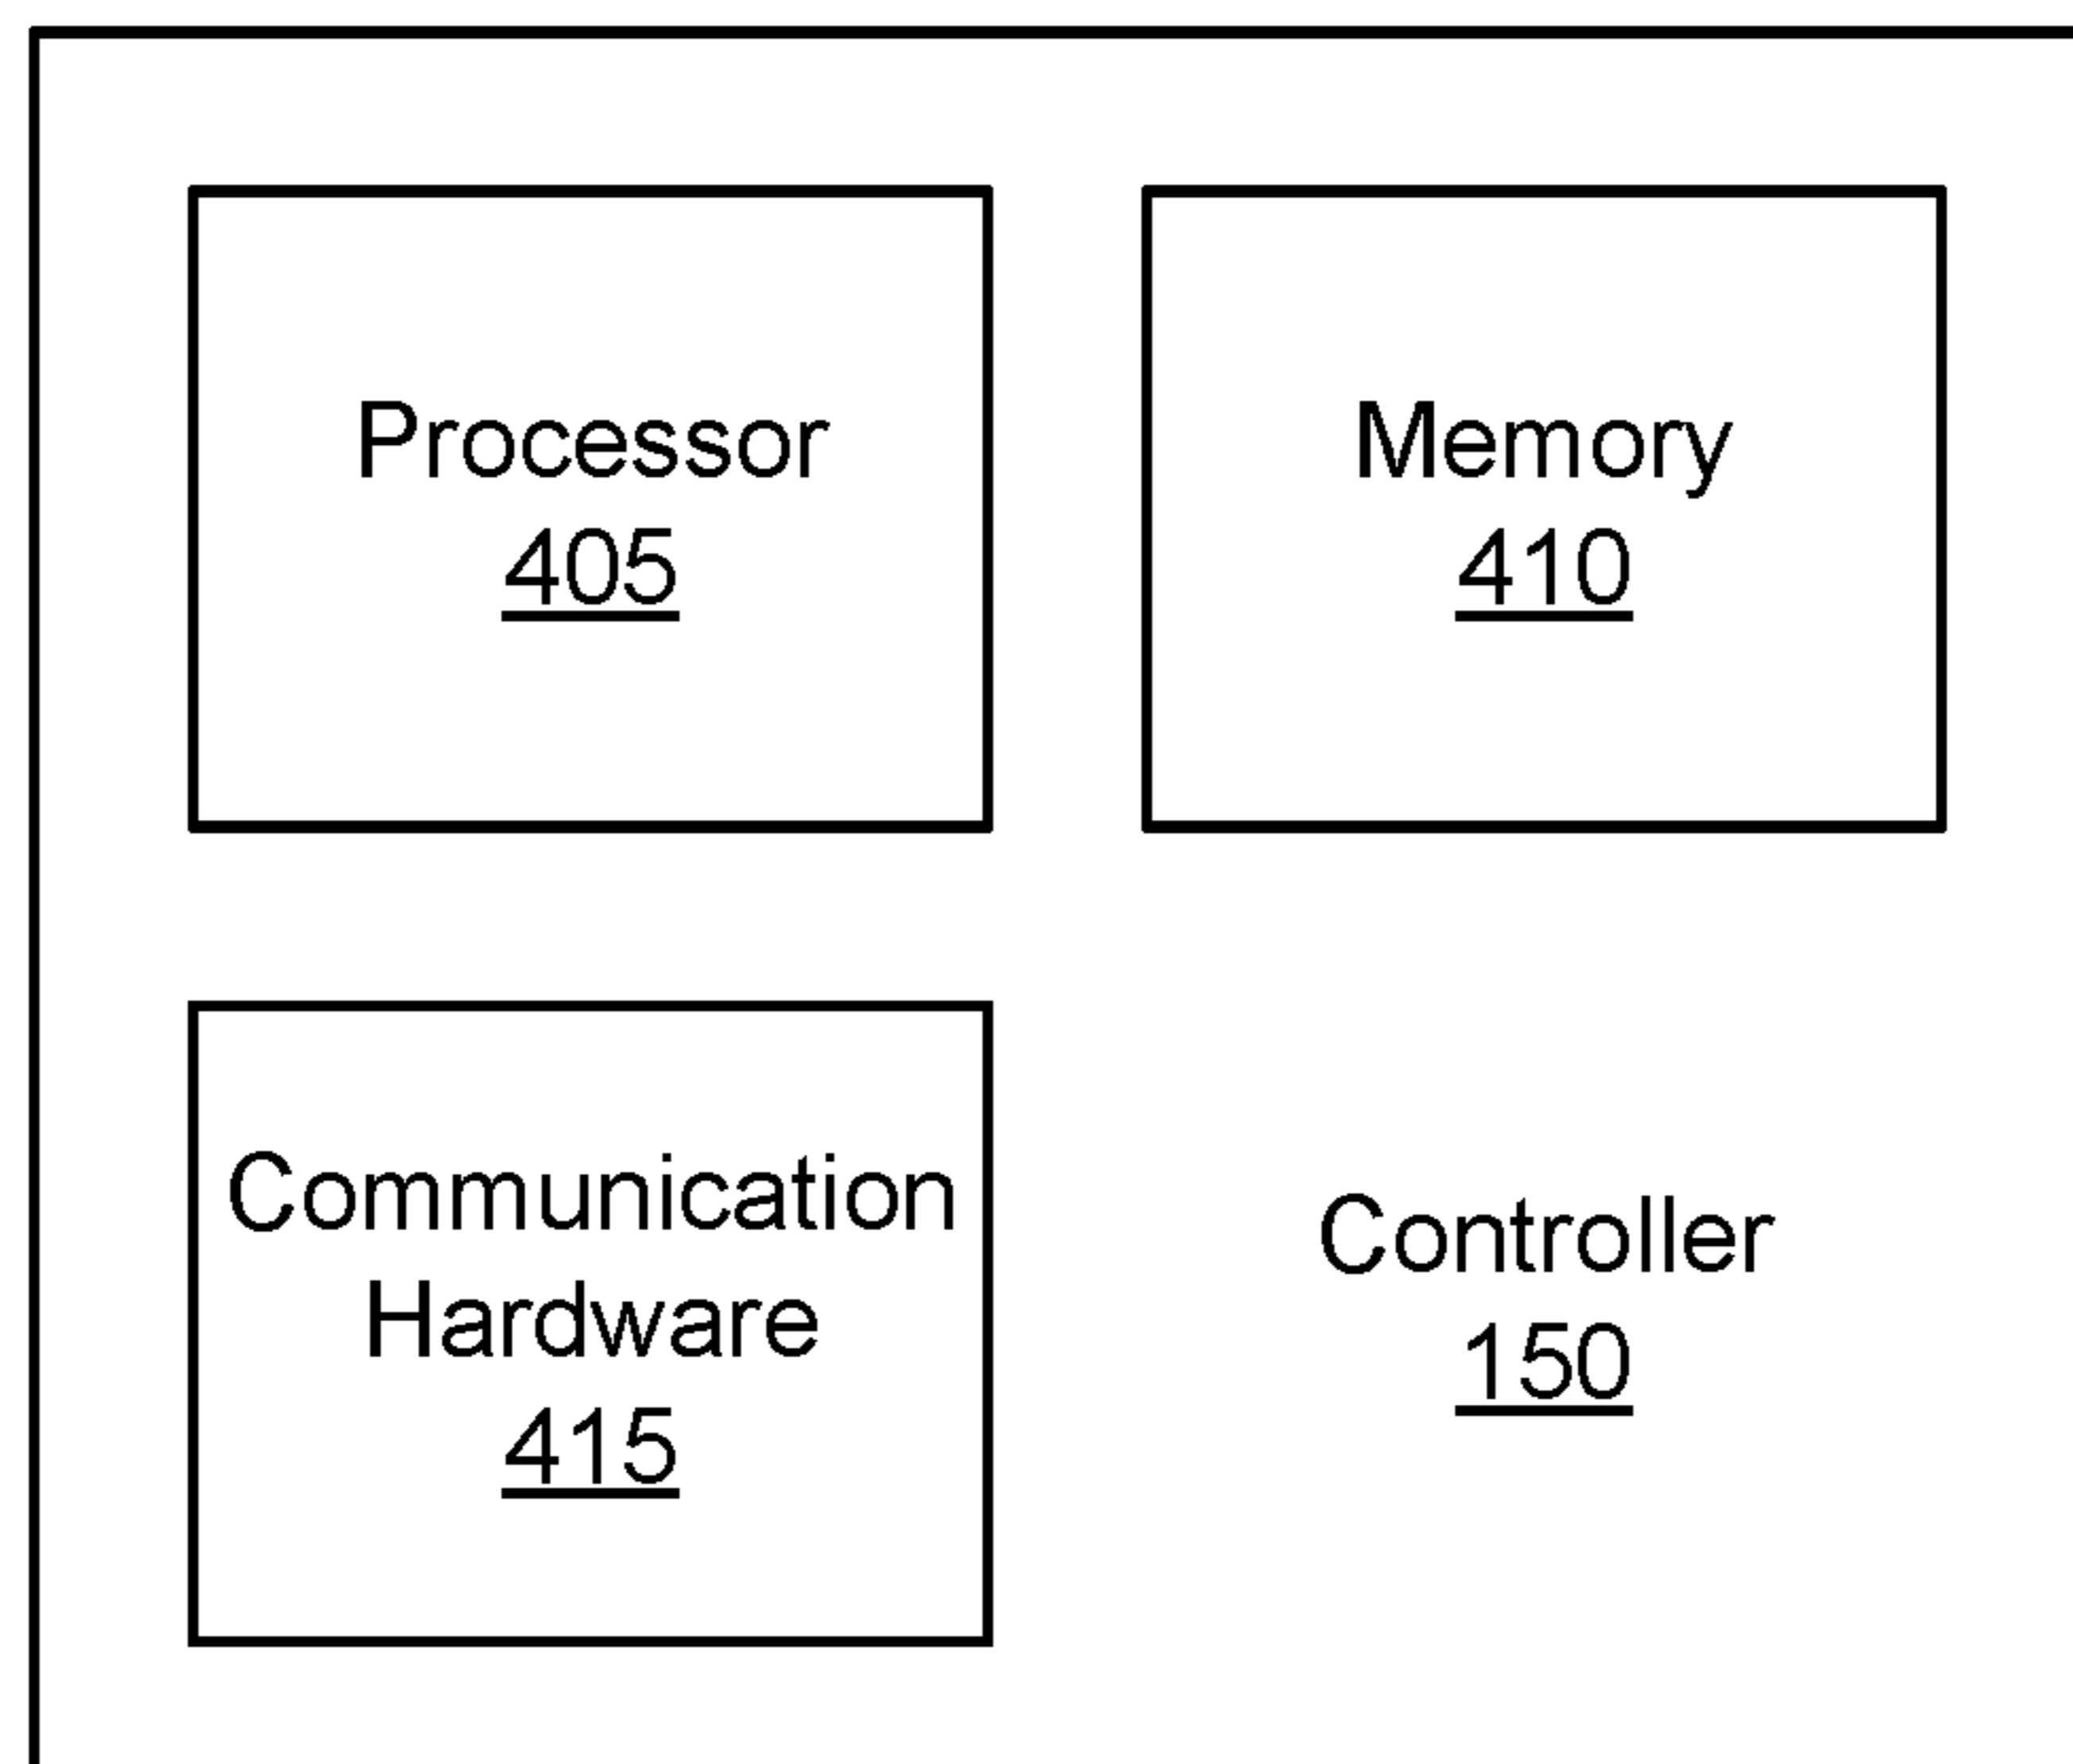 Processor
405
Memory
410
Communication
Hardware
415
Controller
150